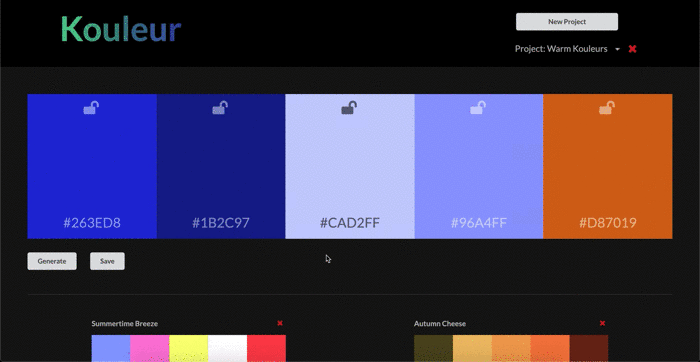 Kouleur
New Project
Project: Warm Kouleurs
#263ED8
#1B2C97
#CAD2FF
#96A4FF
#D87019
Generate
Save
Summertime Breeze
Autumn Cheese